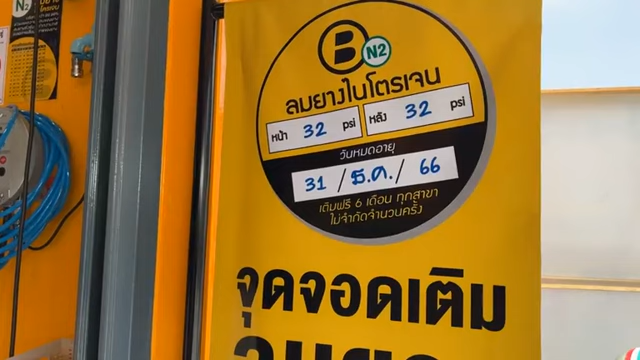 B N2
ลมยางไนโตรเจน
หน้า 32 psi หลัง 32 psi
วันหมดอายุ
31 / ธ.ค. / 66
เติมฟรี 6 เดือน ทุกสาขา
ไม่จำกัดจำนวนครั้ง
จุดจอดเติม
N2